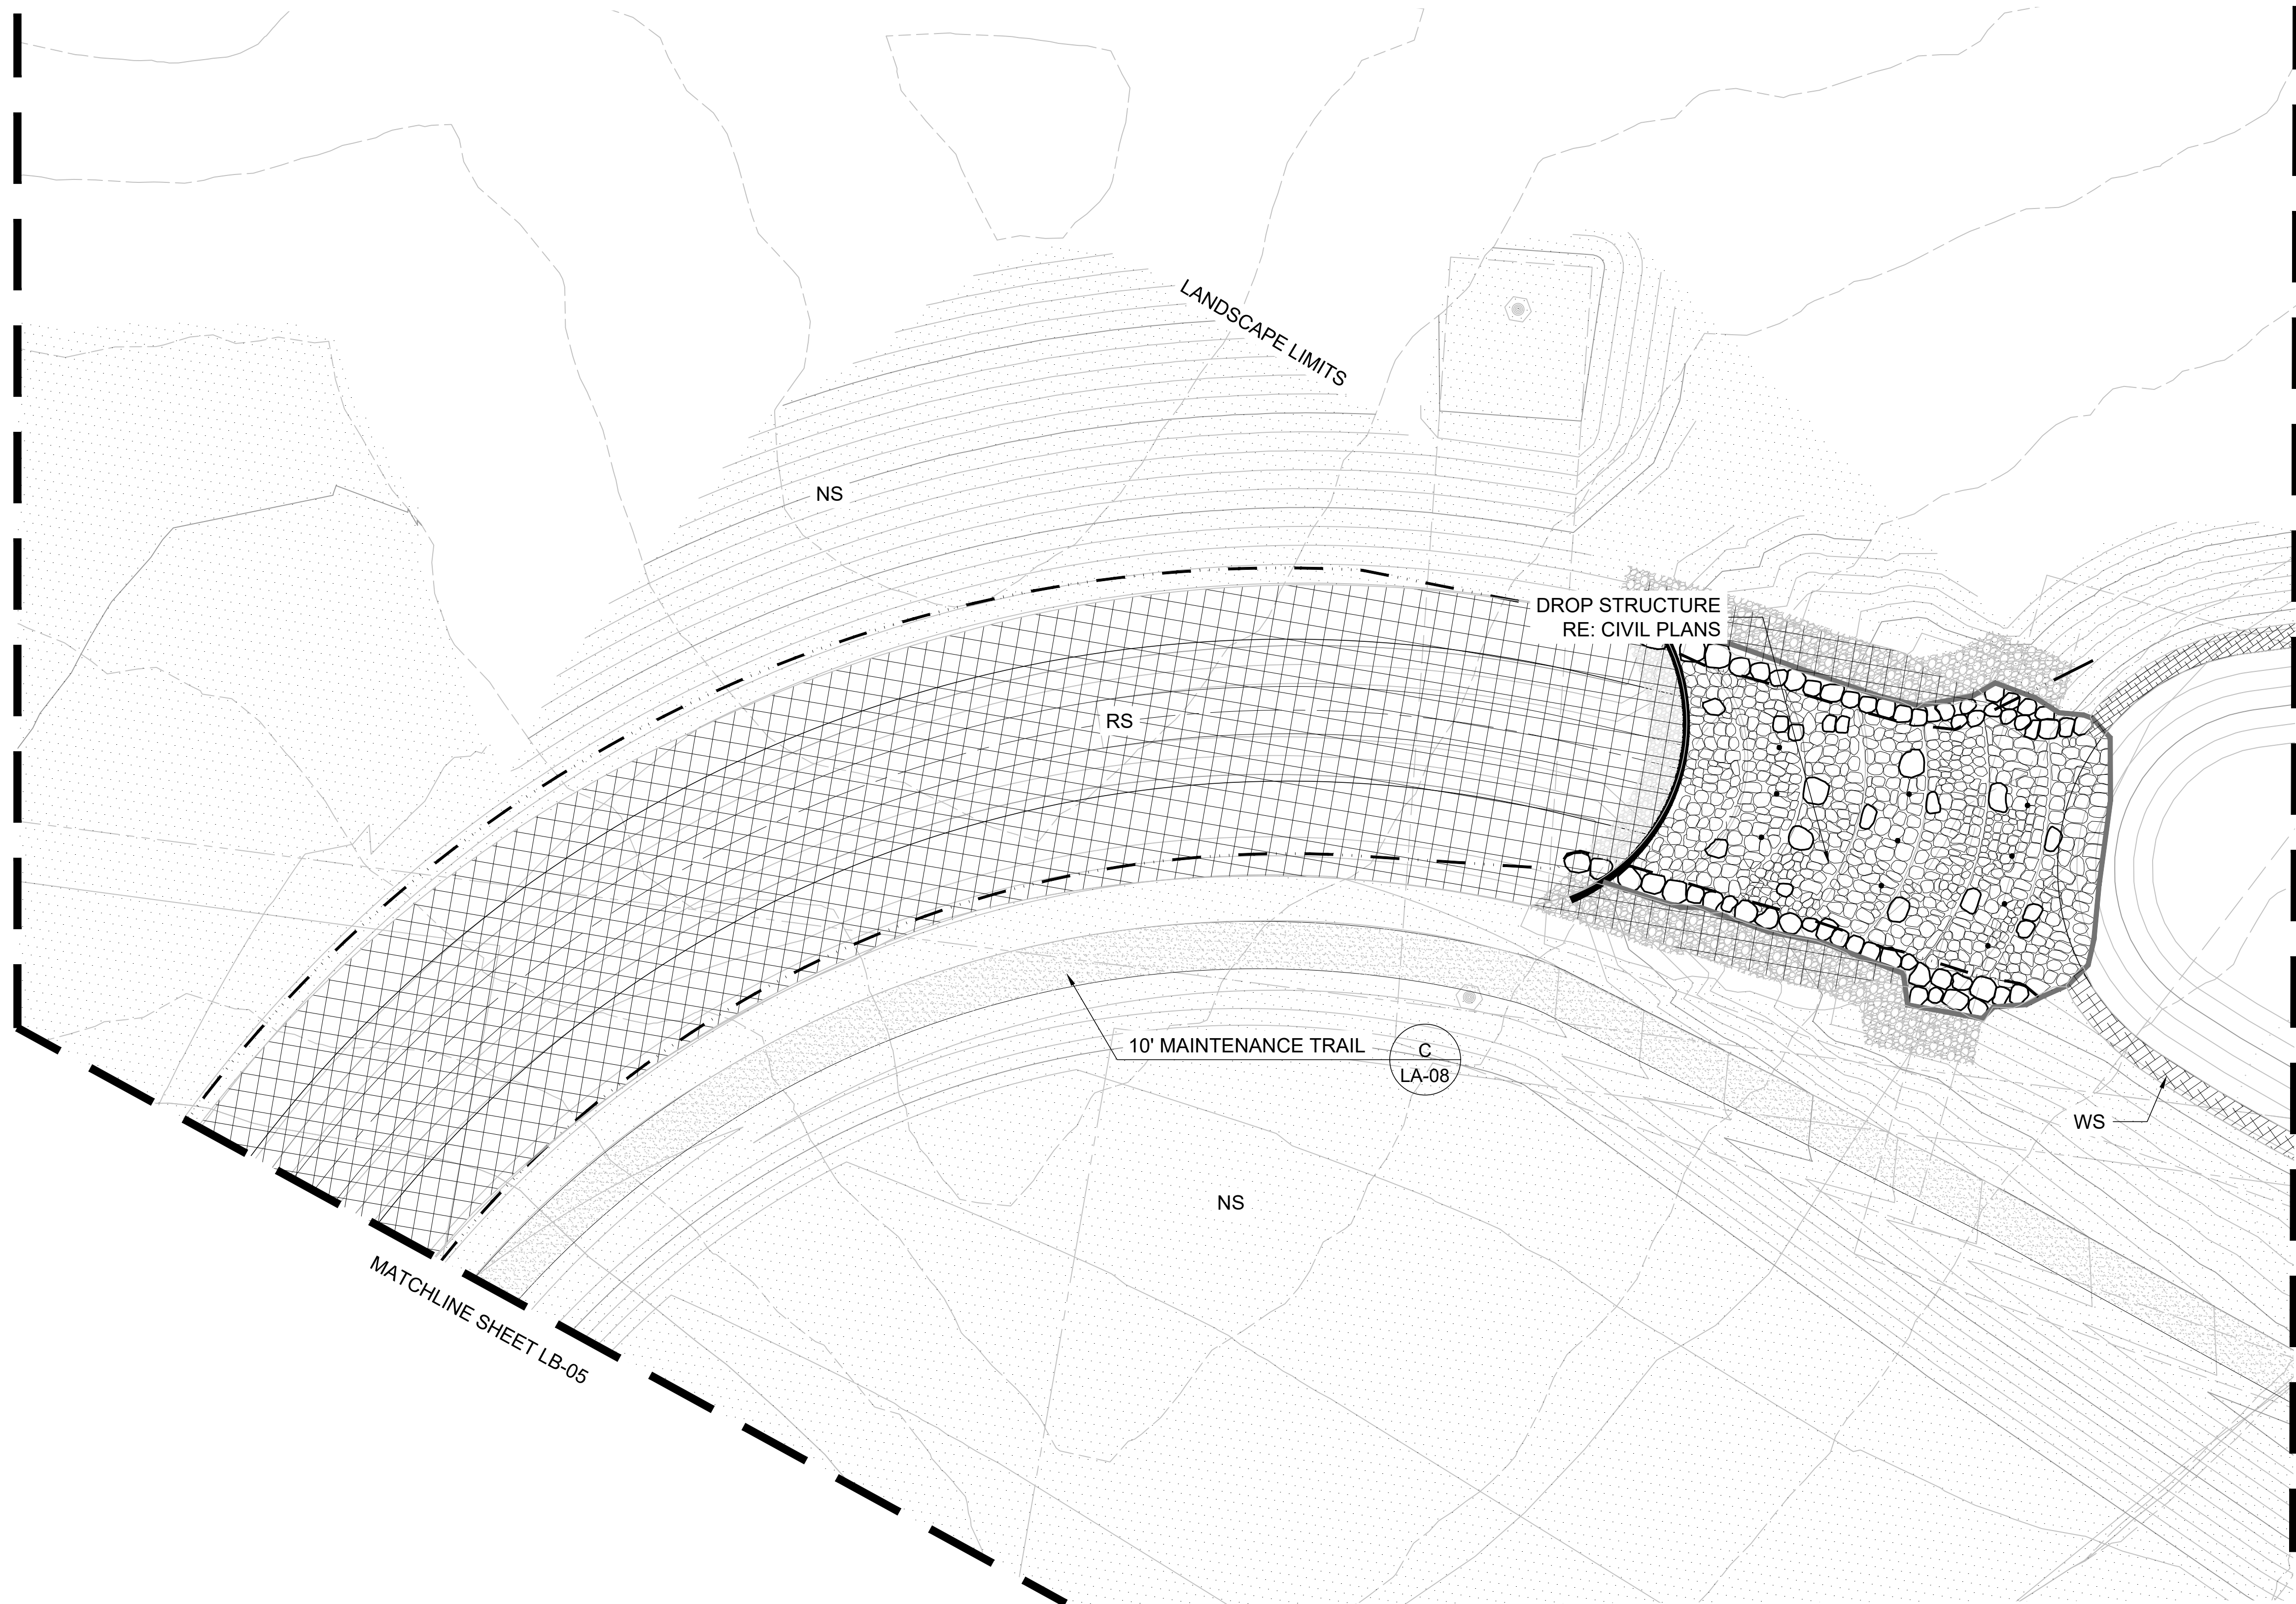 LANDSCAPE LIMITS
NS
DROP STRUCTURE
RE: CIVIL PLANS
RS
10' MAINTENANCE TRAIL
C
LA-08
WS
NS
MATCHLINE SHEET LB-05